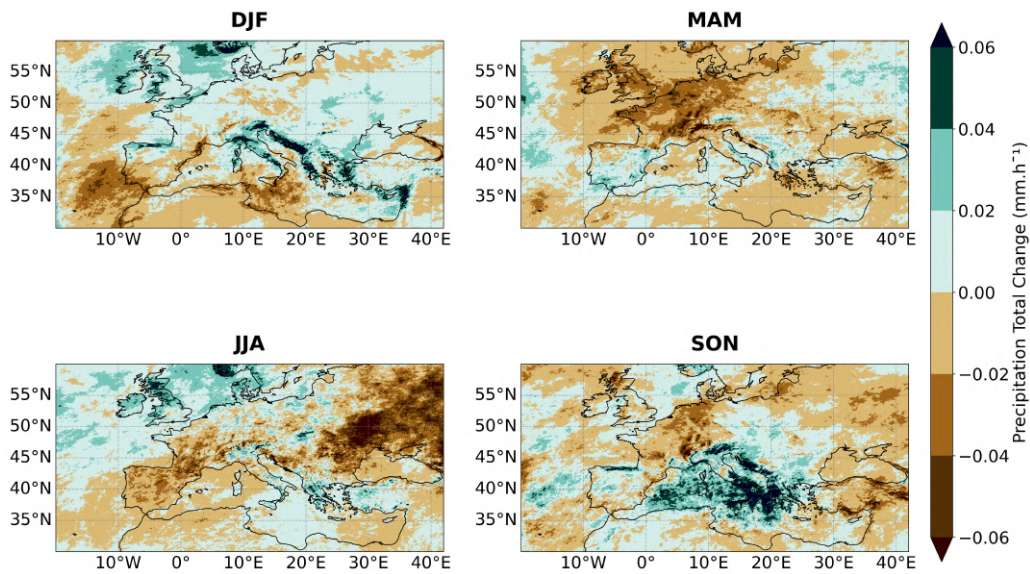 DJF
MAM
55°N
50°N
45°N
40°N
35°N
10°W 0° 10°E 20°E 30°E 40°E
55°N
50°N
45°N
40°N
35°N
10°W 0° 10°E 20°E 30°E 40°E
JJA
SON
55°N
50°N
45°N
40°N
35°N
10°W 0° 10°E 20°E 30°E 40°E
55°N
50°N
45°N
40°N
35°N
10°W 0° 10°E 20°E 30°E 40°E
0.06
0.04
0.02
0.00
−0.02
−0.04
−0.06
Precipitation Total Change (mm.h⁻¹)